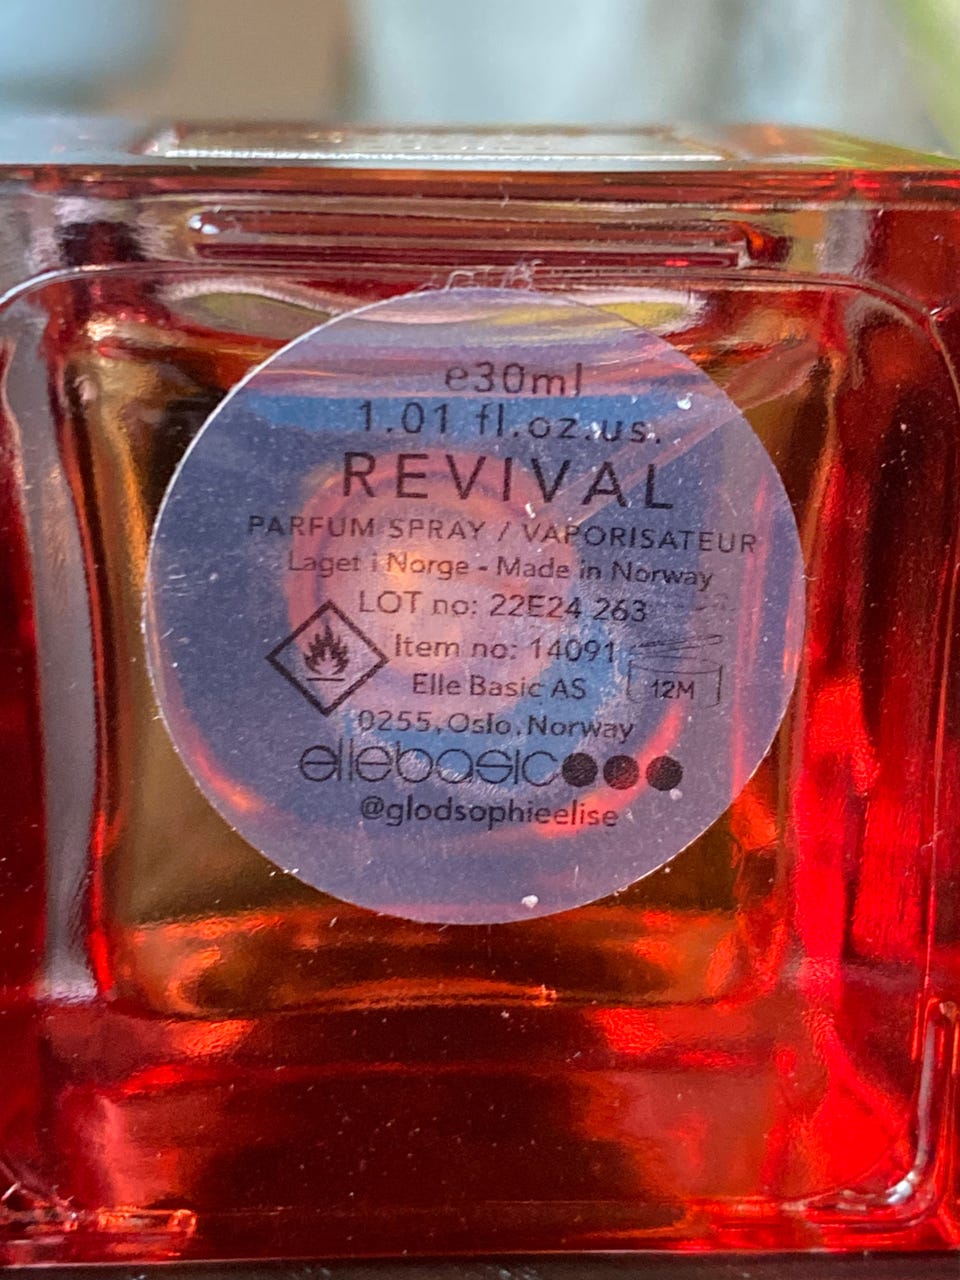 e30ml
1.01 fl.oz.us.
REVIVAL
PARFUM SPRAY / VAPORISATEUR
Laget i Norge - Made in Norway
LOT no: 22E24 263
Item no: 14091
12M
Elle Basic AS
0255, Oslo, Norway
ellebasic
@glodsophieelise